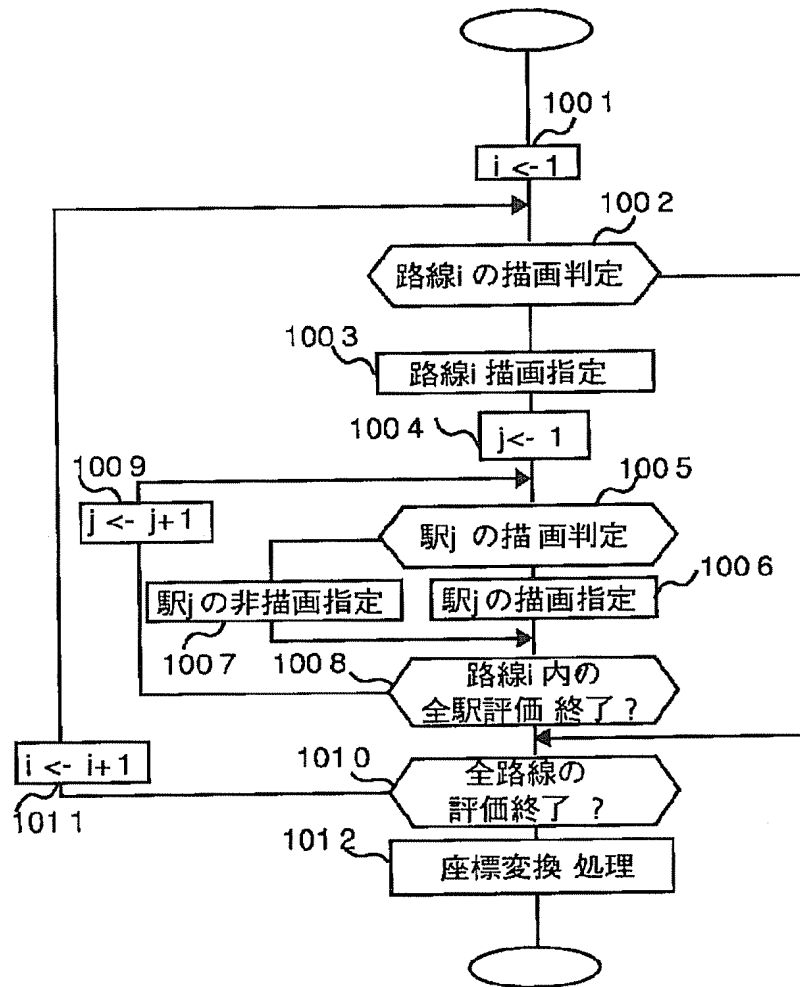 1001
i <- 1
1002
路線i の描画判定
1003
路線i 描画指定
1004
j<- 1
1009
j <- j+1
1005
駅j の描画判定
1006
駅jの非描画指定
駅jの描画指定
1007
1008
路線i 内の
全駅評価 終了?
i <- i+1
1010
全路線の
評価終了 ?
1011
1012
座標変換 処理